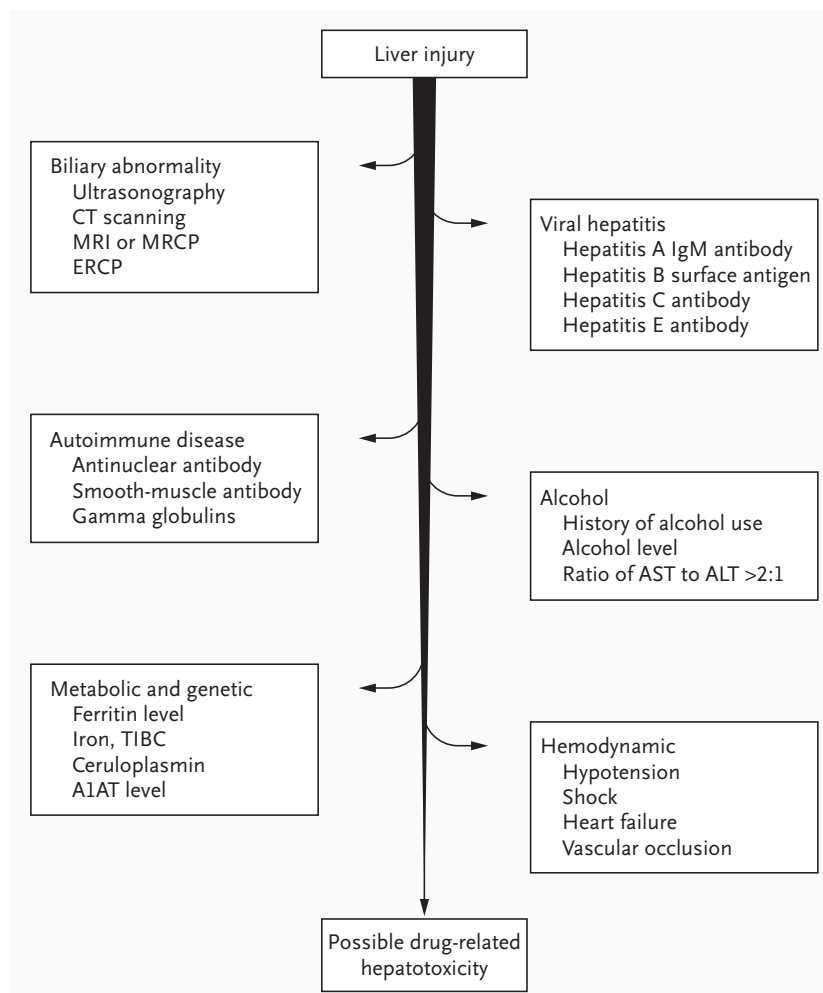 Liver injury
Biliary abnormality
Ultrasonography
CT scanning
MRI or MRCP
ERCP
Viral hepatitis
Hepatitis A IgM antibody
Hepatitis B surface antigen
Hepatitis C antibody
Hepatitis E antibody
Autoimmune disease
Antinuclear antibody
Smooth-muscle antibody
Gamma globulins
Alcohol
History of alcohol use
Alcohol level
Ratio of AST to ALT >2:1
Metabolic and genetic
Ferritin level
Iron, TIBC
Ceruloplasmin
A1AT level
Hemodynamic
Hypotension
Shock
Heart failure
Vascular occlusion
Possible drug-related
hepatotoxicity